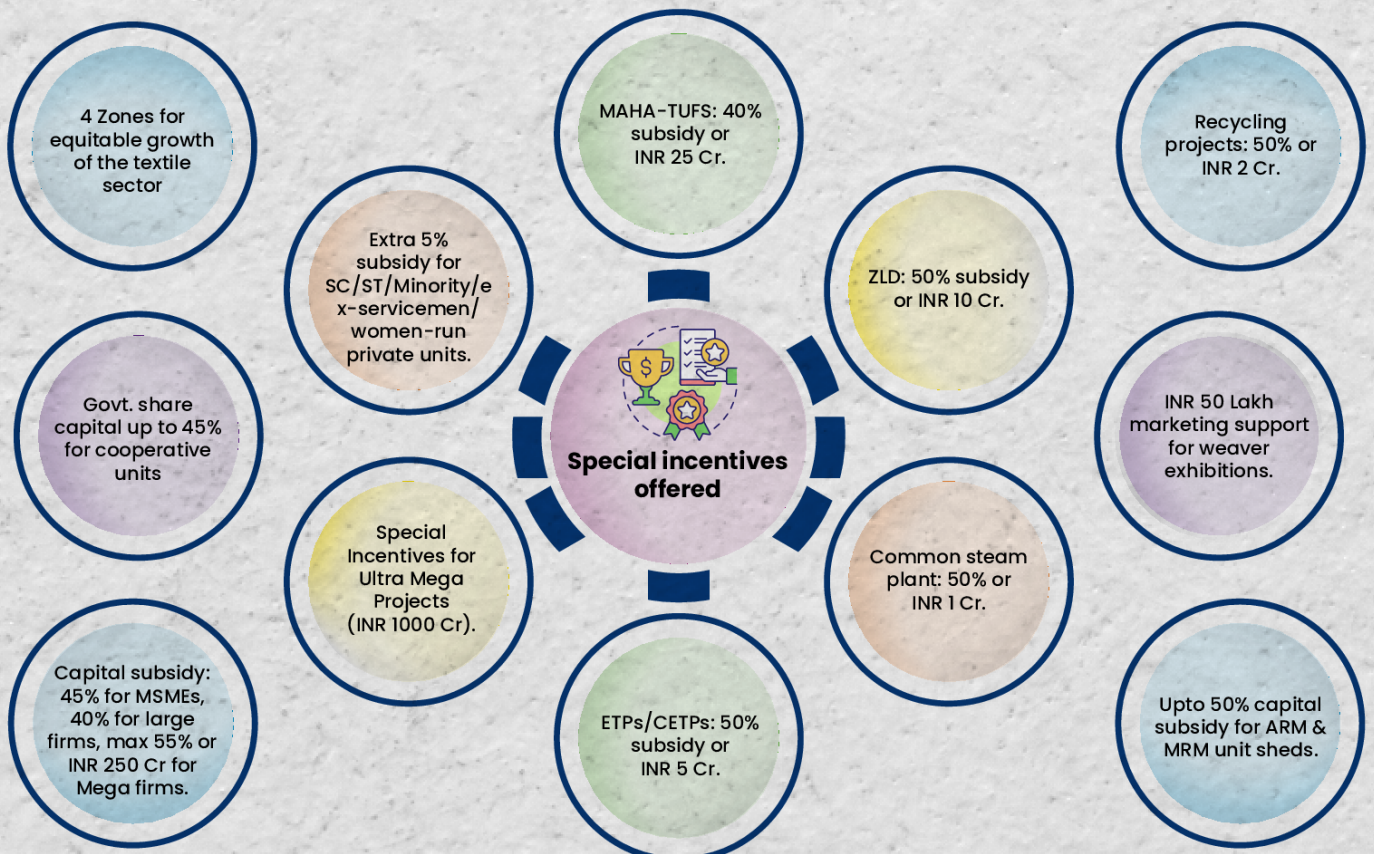 4 Zones for
equitable growth
of the textile
sector
MAHA-TUFS: 40%
subsidy or
INR 25 Cr.
Recycling
projects: 50% or
INR 2 Cr.
Extra 5%
subsidy for
SC/ST/Minority/e
x-servicemen/
women-run
private units.
ZLD: 50% subsidy
or INR 10 Cr.
Govt. share
capital up to 45%
for cooperative
units
$
Special incentives
offered
INR 50 Lakh
marketing support
for weaver
exhibitions.
Special
Incentives for
Ultra Mega
Projects
(INR 1000 Cr).
Common steam
plant: 50% or
INR 1 Cr.
Capital subsidy:
45% for MSMEs,
40% for large
firms, max 55% or
INR 250 Cr for
Mega firms.
ETPs/CETPs: 50%
subsidy or
INR 5 Cr.
Upto 50% capital
subsidy for ARM &
MRM unit sheds.